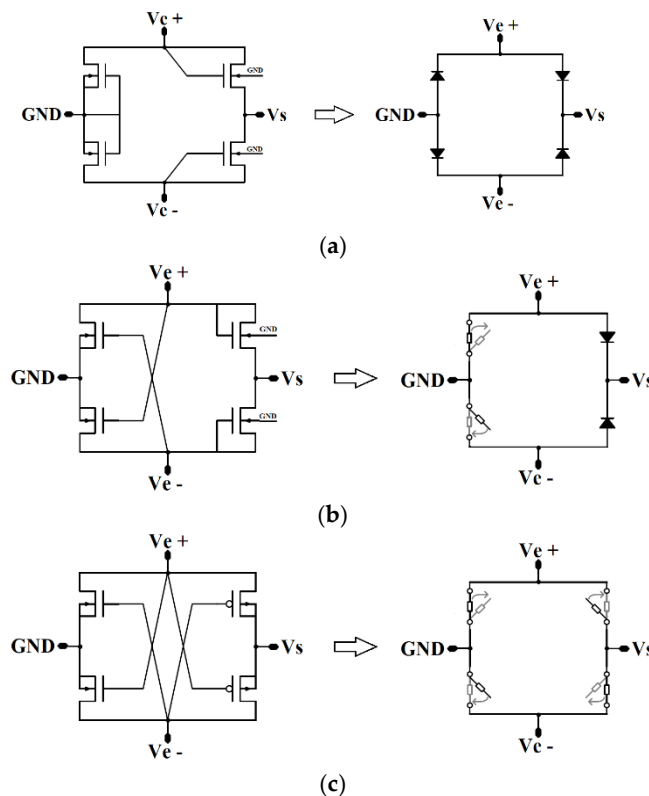 Ve + Ve +
GND
GND Vs GND Vs
GND
Ve - Ve -
(a)
Ve + Ve +
GND
GND Vs GND Vs
GND
Ve - Ve -
(b)
Ve + Ve +
GND Vs GND Vs
Ve - Ve -
(c)